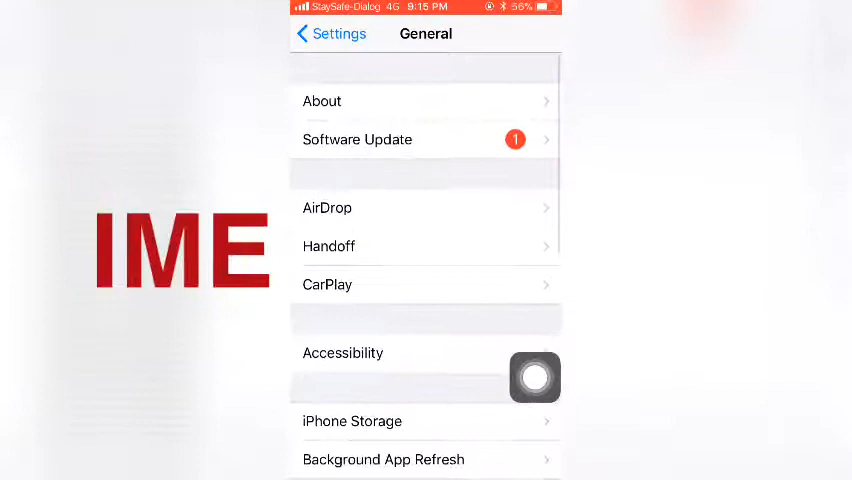 StaySafe-Dialog 4G 9:15 PM 56%
Settings General
About
Software Update 1
AirDrop
Handoff
CarPlay
Accessibility
iPhone Storage
Background App Refresh
IME